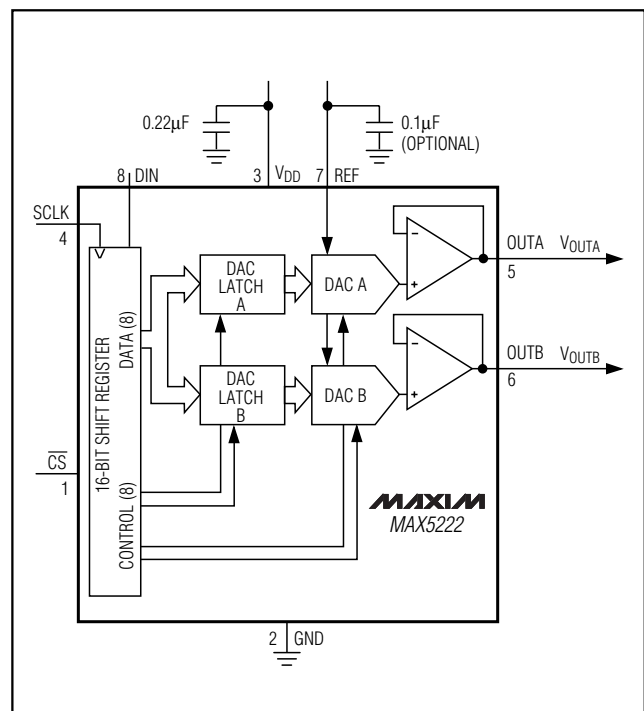 0.22μF
0.1μF
(OPTIONAL)
8 DIN
3 VDD
7 REF
SCLK
4
16-BIT SHIFT REGISTER
DATA (8)
CONTROL (8)
DAC
LATCH
A
DAC A
-
+
OUTA VOUTA
5
DAC
LATCH
B
DAC B
-
+
OUTB VOUTB
6
CS
1
MAXIM
MAX5222
2 GND